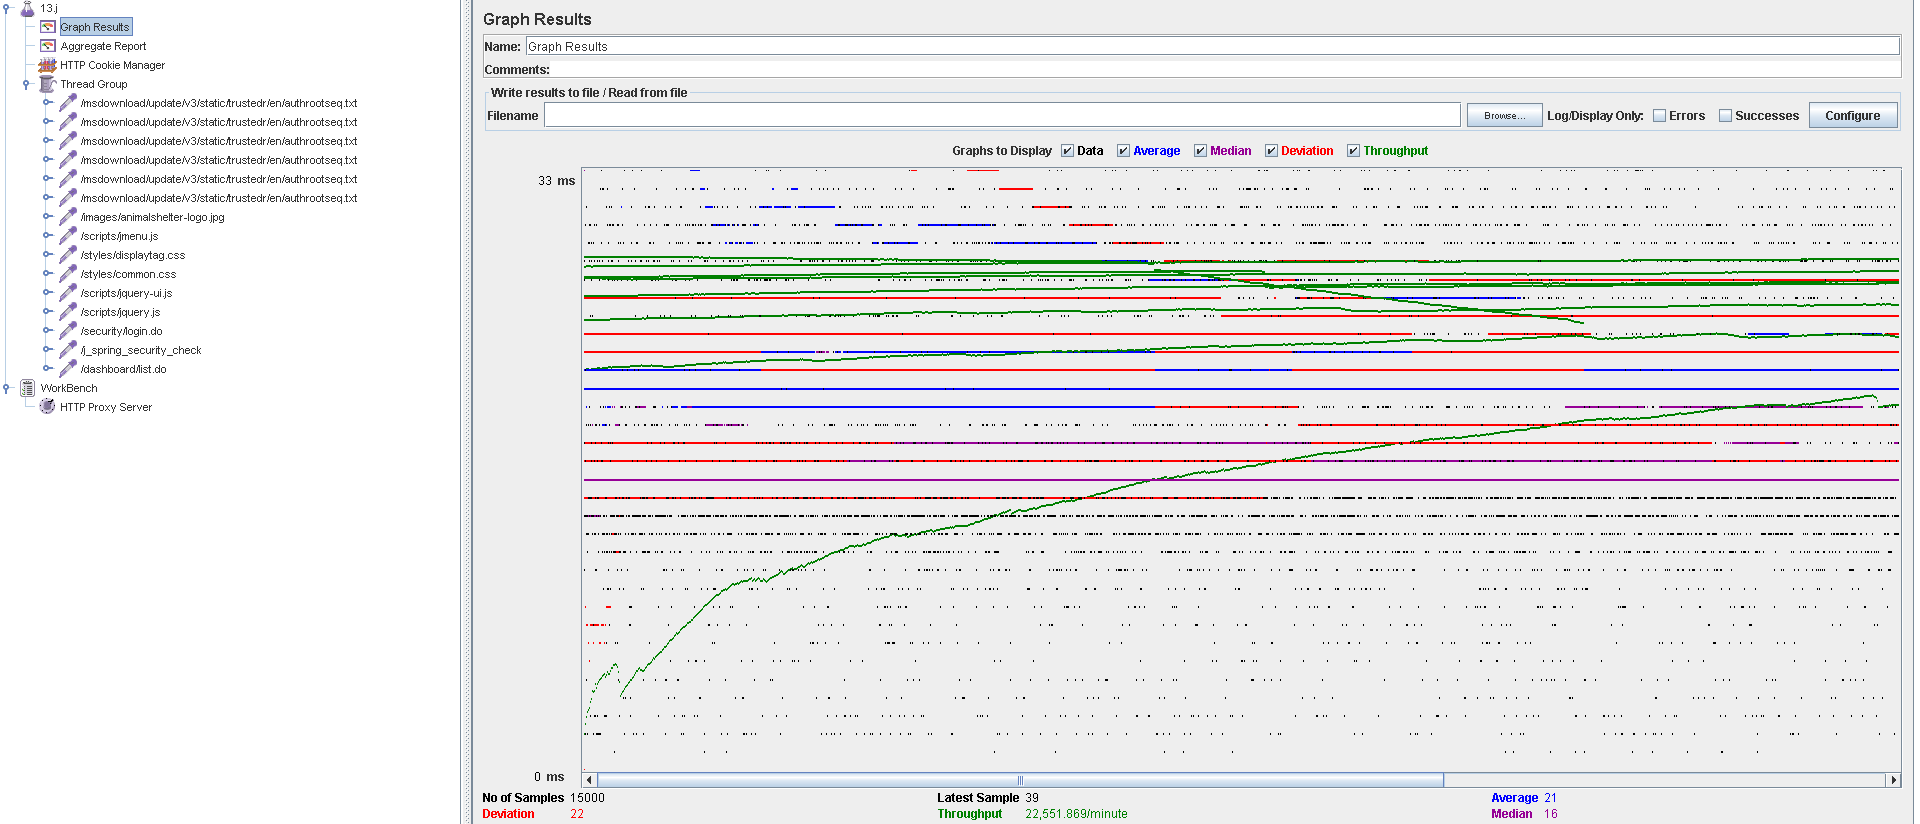 13.j
Graph Results
Aggregate Report
HTTP Cookie Manager
Thread Group
/msdownload/update/v3/static/trustedr/en/authrootseq.txt
/msdownload/update/v3/static/trustedr/en/authrootseq.txt
/msdownload/update/v3/static/trustedr/en/authrootseq.txt
/msdownload/update/v3/static/trustedr/en/authrootseq.txt
/msdownload/update/v3/static/trustedr/en/authrootseq.txt
/msdownload/update/v3/static/trustedr/en/authrootseq.txt
/images/animalshelter-logo.jpg
/scripts/jmenu.js
/styles/displaytag.css
/styles/common.css
/scripts/jquery-ui.js
/scripts/jquery.js
/security/login.do
/j_spring_security_check
/dashboard/list.do
WorkBench
HTTP Proxy Server
Graph Results
Name: Graph Results
Comments:
Write results to file / Read from file
Filename Browse... Log/Display Only: Errors Successes Configure
Graphs to Display Data Average Median Deviation Throughput
33 ms
0 ms
No of Samples 15000 Latest Sample 39 Average 21
Deviation 22 Throughput 22,551.869/minute Median 16